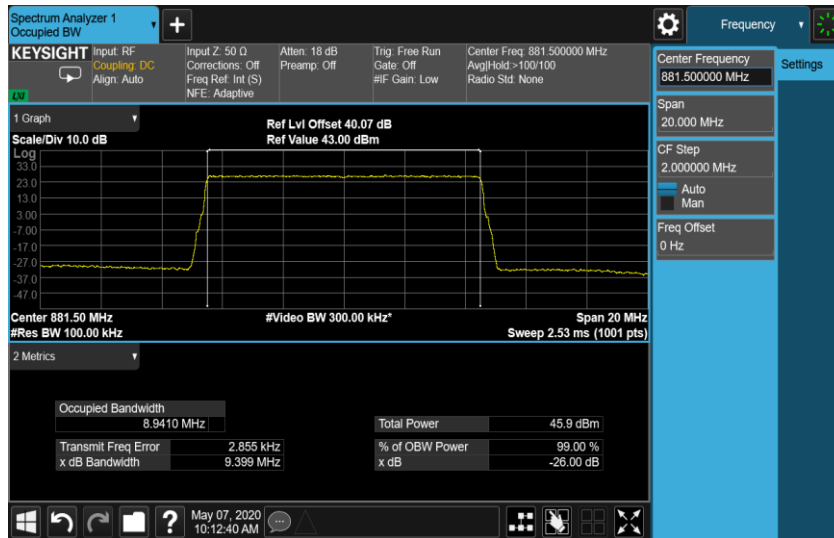 Spectrum Analyzer 1
Occupied BW
+
Frequency
KEYSIGHT
Input: RF
Coupling: DC
Align: Auto
Input Z: 50 Ω
Corrections: Off
Freq Ref: Int (S)
NFE: Adaptive
Atten: 18 dB
Preamp: Off
Trig: Free Run
Gate: Off
#IF Gain: Low
Center Freq: 881.500000 MHz
Avg|Hold:>100/100
Radio Std: None
LXI
1 Graph
Scale/Div 10.0 dB
Ref Lvl Offset 40.07 dB
Ref Value 43.00 dBm
Log
33.0
23.0
13.0
3.00
-7.00
-17.0
-27.0
-37.0
-47.0
Center 881.50 MHz
#Video BW 300.00 kHz*
Span 20 MHz
#Res BW 100.00 kHz
Sweep 2.53 ms (1001 pts)
2 Metrics
Occupied Bandwidth
8.9410 MHz
Total Power 45.9 dBm
Transmit Freq Error 2.855 kHz
% of OBW Power 99.00 %
x dB Bandwidth 9.399 MHz
x dB -26.00 dB
?
May 07, 2020
10:12:40 AM
Center Frequency
881.500000 MHz
Settings
Span
20.000 MHz
CF Step
2.000000 MHz
Auto
Man
Freq Offset
0 Hz